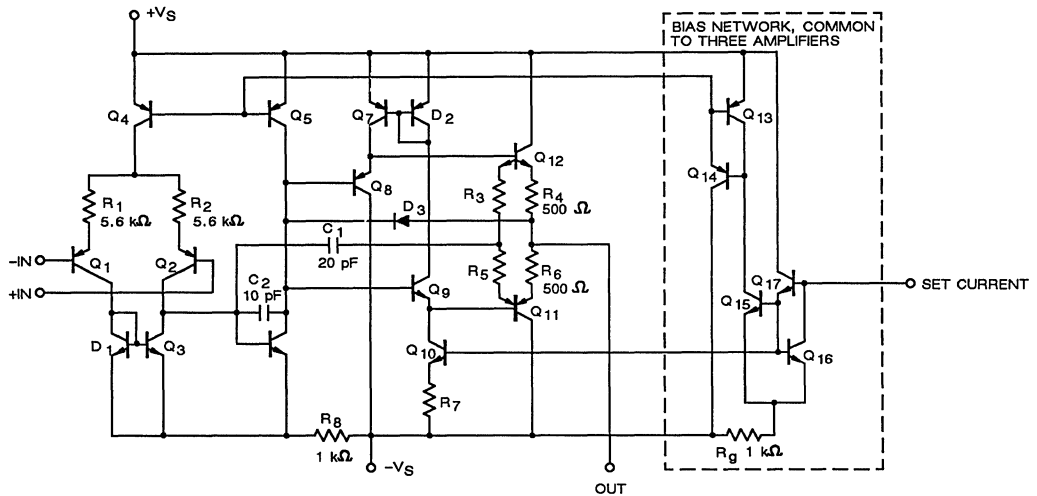 +VS
BIAS NETWORK, COMMON
TO THREE AMPLIFIERS
Q4
Q5
Q7
D2
Q13
Q12
Q14
Q8
R1
5.6 kΩ
R2
5.6 kΩ
R3
R4
500 Ω
D3
C1
20 pF
-IN
Q1
Q2
+IN
C2
10 pF
R5
R6
500 Ω
Q9
Q11
Q15
Q17
SET CURRENT
D1
Q3
Q10
Q16
R7
R8
1 kΩ
-VS
Rg 1 kΩ
OUT